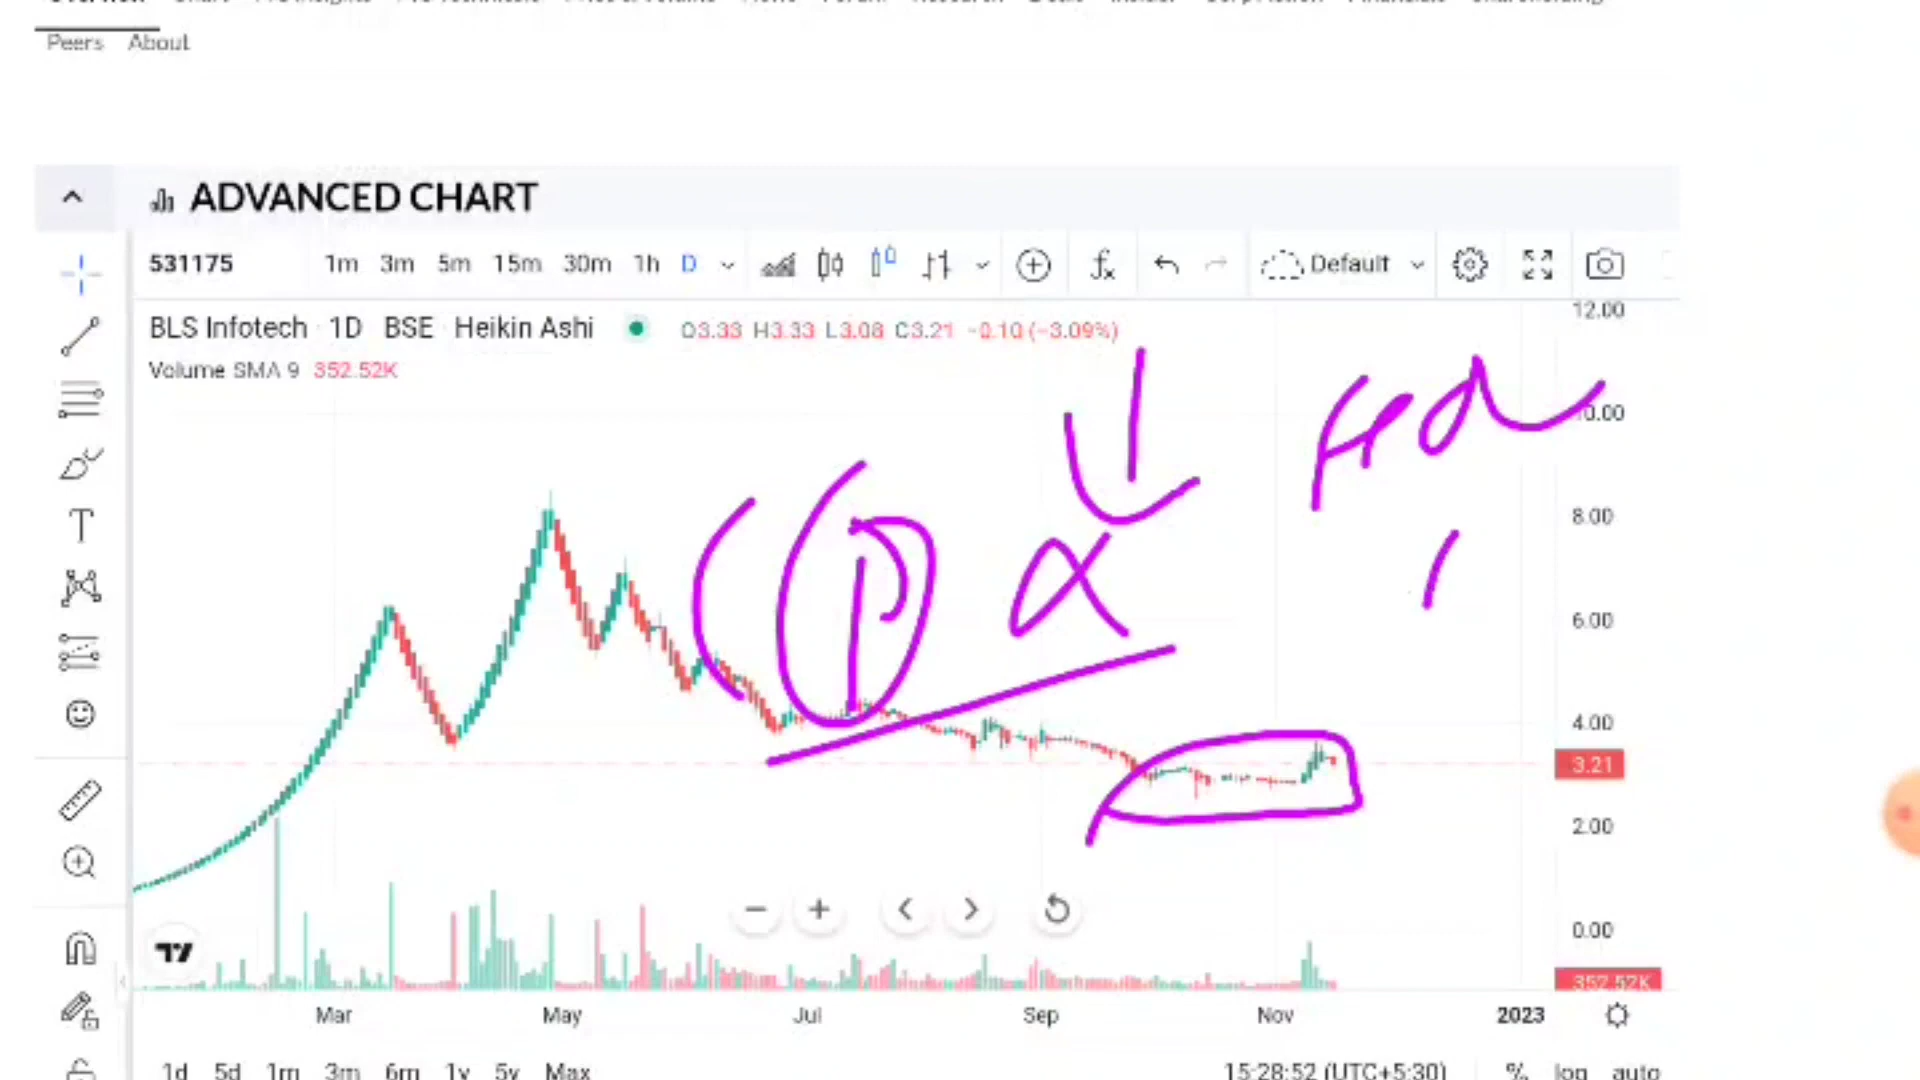 Peers About
ADVANCED CHART
531175 1m 3m 5m 15m 30m 1h D Default
BLS Infotech 1D BSE Heikin Ashi O3.33 H3.33 L3.08 C3.21 -0.10 (-3.09%)
Volume SMA 9 352.52K
12.00
10.00
8.00
6.00
4.00
3.21
2.00
0.00
352.52K
Mar May Jul Sep Nov 2023
1d 5d 1m 3m 6m 1y 5y Max 15:28:52 (UTC+5:30) % log auto